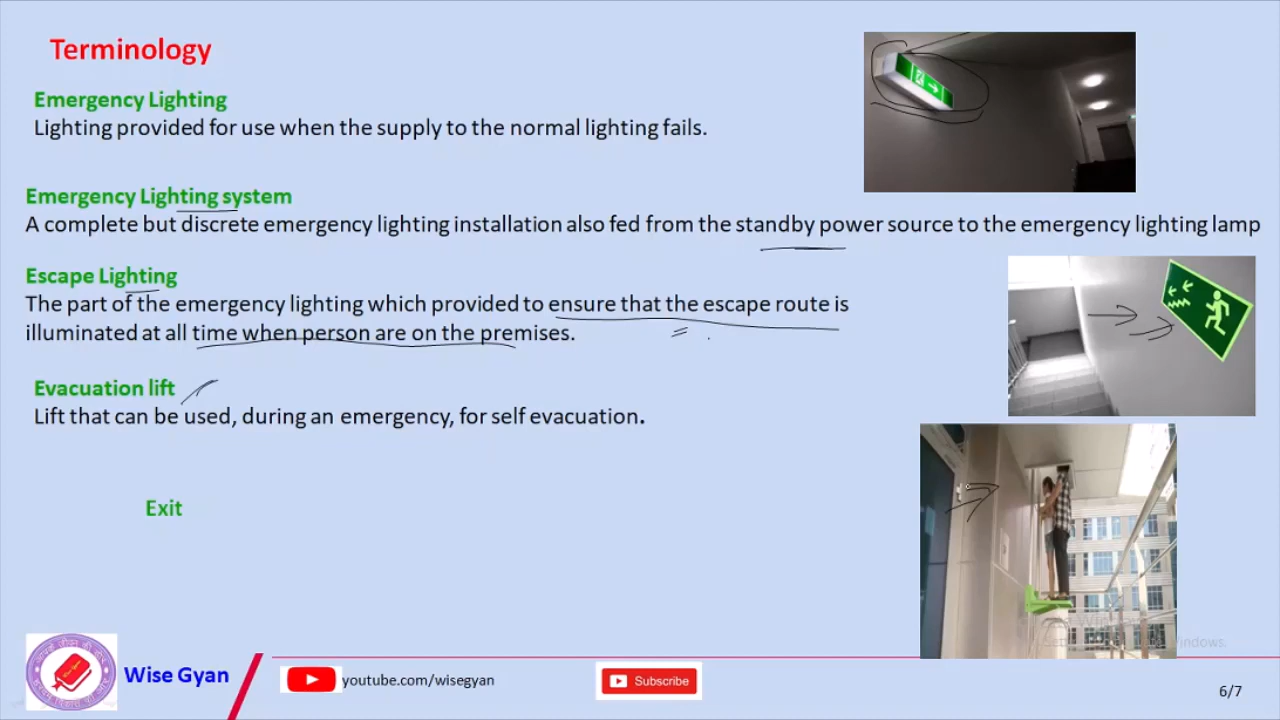 Terminology
Emergency Lighting
Lighting provided for use when the supply to the normal lighting fails.
Emergency Lighting system
A complete but discrete emergency lighting installation also fed from the standby power source to the emergency lighting lamp
Escape Lighting
The part of the emergency lighting which provided to ensure that the escape route is
illuminated at all time when person are on the premises.
Evacuation lift
Lift that can be used, during an emergency, for self evacuation.
Exit
Wise Gyan
youtube.com/wisegyan
Subscribe
6/7